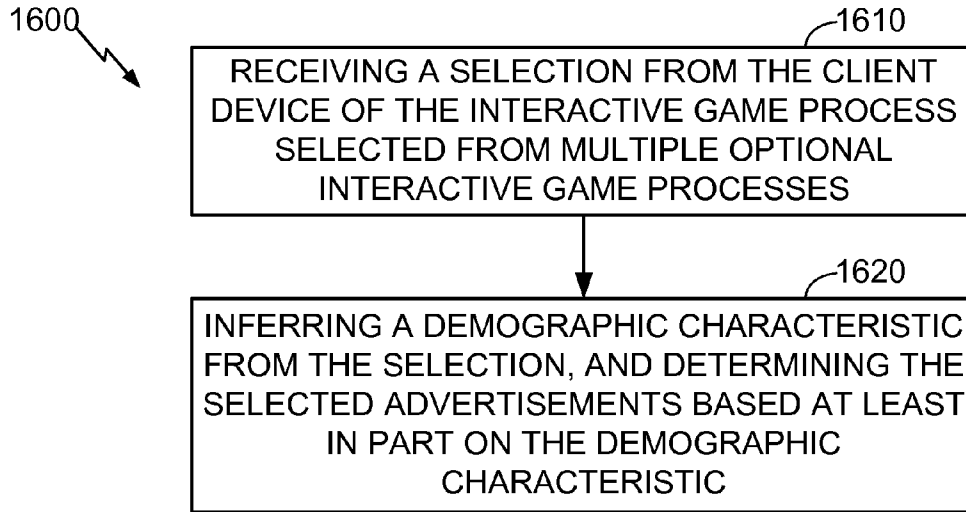 1600
1610
RECEIVING A SELECTION FROM THE CLIENT
DEVICE OF THE INTERACTIVE GAME PROCESS
SELECTED FROM MULTIPLE OPTIONAL
INTERACTIVE GAME PROCESSES
1620
INFERRING A DEMOGRAPHIC CHARACTERISTIC
FROM THE SELECTION, AND DETERMINING THE
SELECTED ADVERTISEMENTS BASED AT LEAST
IN PART ON THE DEMOGRAPHIC
CHARACTERISTIC